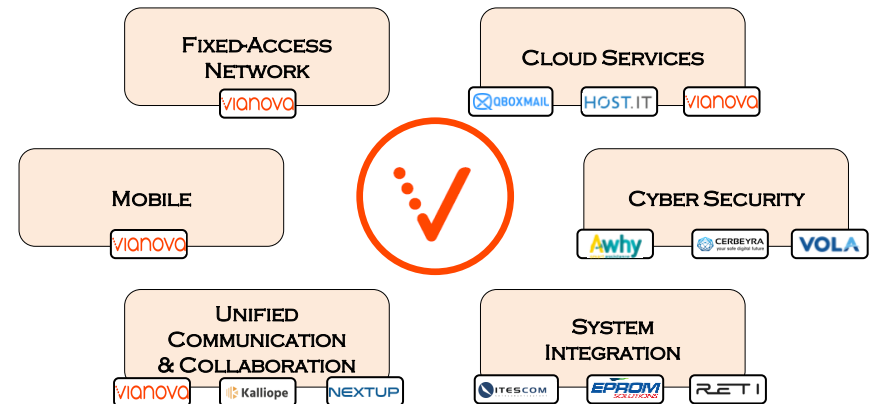 FIXED-ACCESS
NETWORK
vianova
CLOUD SERVICES
QBOXMAIL
HOST.IT
vianova
MOBILE
vianova
CYBER SECURITY
Awhy
CERBEYRA
your safe digital future
VOLA
UNIFIED
COMMUNICATION
& COLLABORATION
vianova
Kalliope
NEXTUP
SYSTEM
INTEGRATION
ITESCOM
EPROM
SOLUTIONS
RETI